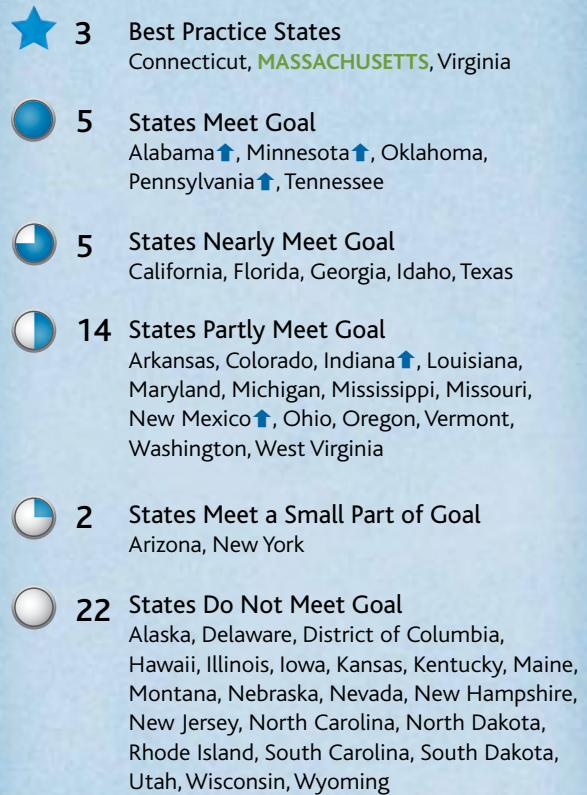 3 Best Practice States
Connecticut, MASSACHUSETTS, Virginia
5 States Meet Goal
Alabama⬆, Minnesota⬆, Oklahoma,
Pennsylvania⬆, Tennessee
5 States Nearly Meet Goal
California, Florida, Georgia, Idaho, Texas
14 States Partly Meet Goal
Arkansas, Colorado, Indiana⬆, Louisiana,
Maryland, Michigan, Mississippi, Missouri,
New Mexico⬆, Ohio, Oregon, Vermont,
Washington, West Virginia
2 States Meet a Small Part of Goal
Arizona, New York
22 States Do Not Meet Goal
Alaska, Delaware, District of Columbia,
Hawaii, Illinois, Iowa, Kansas, Kentucky, Maine,
Montana, Nebraska, Nevada, New Hampshire,
New Jersey, North Carolina, North Dakota,
Rhode Island, South Carolina, South Dakota,
Utah, Wisconsin, Wyoming